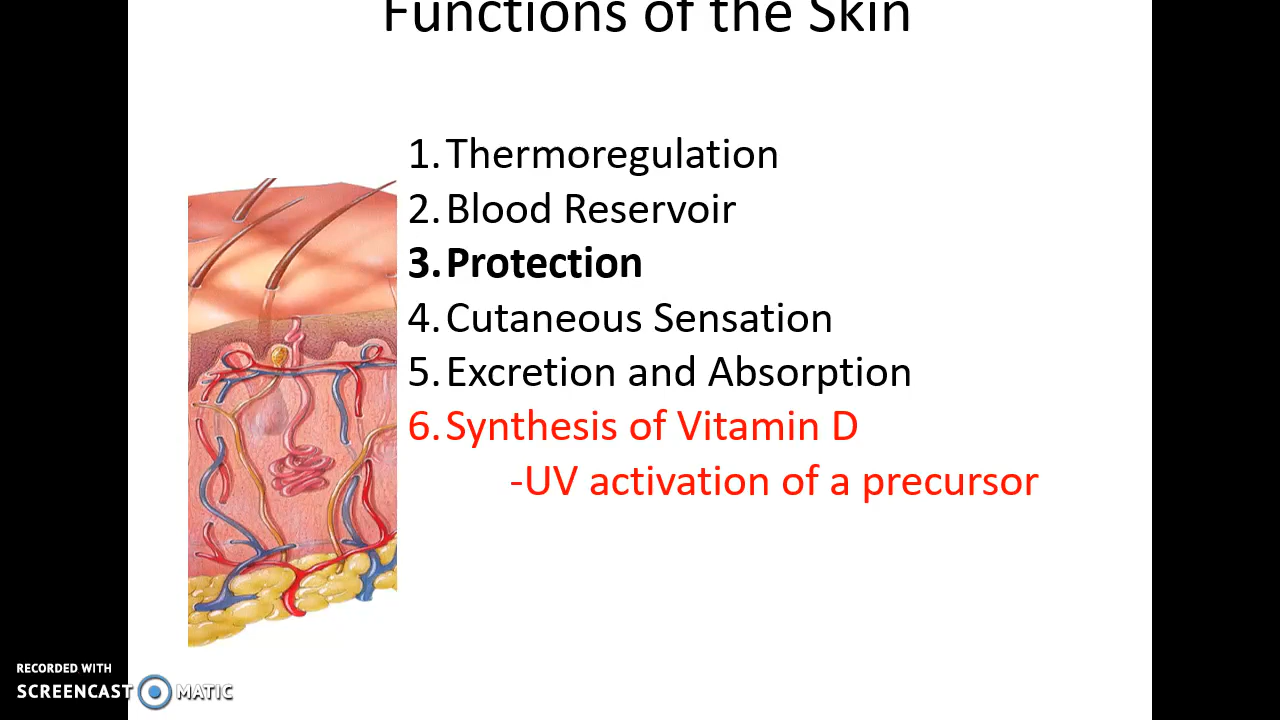 Functions of the Skin
1. Thermoregulation
2. Blood Reservoir
3. Protection
4. Cutaneous Sensation
5. Excretion and Absorption
6. Synthesis of Vitamin D
-UV activation of a precursor
RECORDED WITH
SCREENCAST MATIC